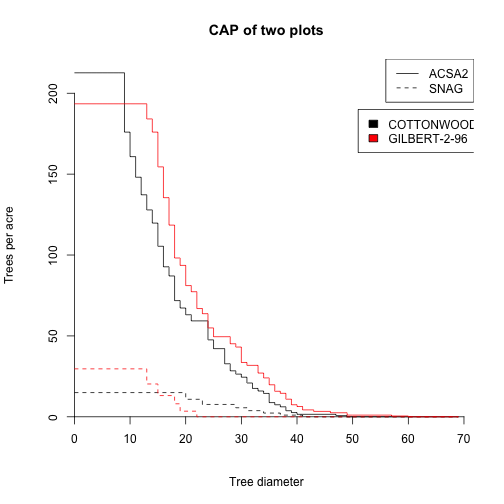 CAP of two plots
ACSA2
SNAG
COTTONWOOD
GILBERT-2-96
Trees per acre
200
150
100
50
0
0 10 20 30 40 50 60 70
Tree diameter